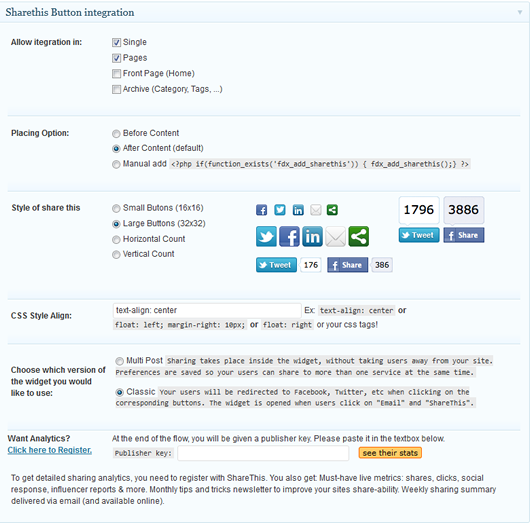 Sharethis Button integration
Allow itegration in:
Single
Pages
Front Page (Home)
Archive (Category, Tags, ...)
Placing Option:
Before Content
After Content (default)
Manual add <?php if(function_exists('fdx_add_sharethis')) { fdx_add_sharethis();} ?>
Style of share this
Small Butons (16x16)
Large Buttons (32x32)
Horizontal Count
Vertical Count
1796 3886
Tweet Share
Tweet 176 Share 386
CSS Style Align:
text-align: center Ex: text-align: center or
float: left; margin-right: 10px; or float: right or your css tags!
Choose which version
of the widget you would
like to use:
Multi Post Sharing takes place inside the widget, without taking users away from your site.
Preferences are saved so your users can share to more than one service at the same time.
Classic Your users will be redirected to Facebook, Twitter, etc when clicking on the
corresponding buttons. The widget is opened when users click on "Email" and "ShareThis".
Want Analytics?
Click here to Register.
At the end of the flow, you will be given a publisher key. Please paste it in the textbox below.
Publisher key: see their stats
To get detailed sharing analytics, you need to register with ShareThis. You also get: Must-have live metrics: shares, clicks, social
response, influencer reports & more. Monthly tips and tricks newsletter to improve your sites share-ability. Weekly sharing summary
delivered via email (and available online).